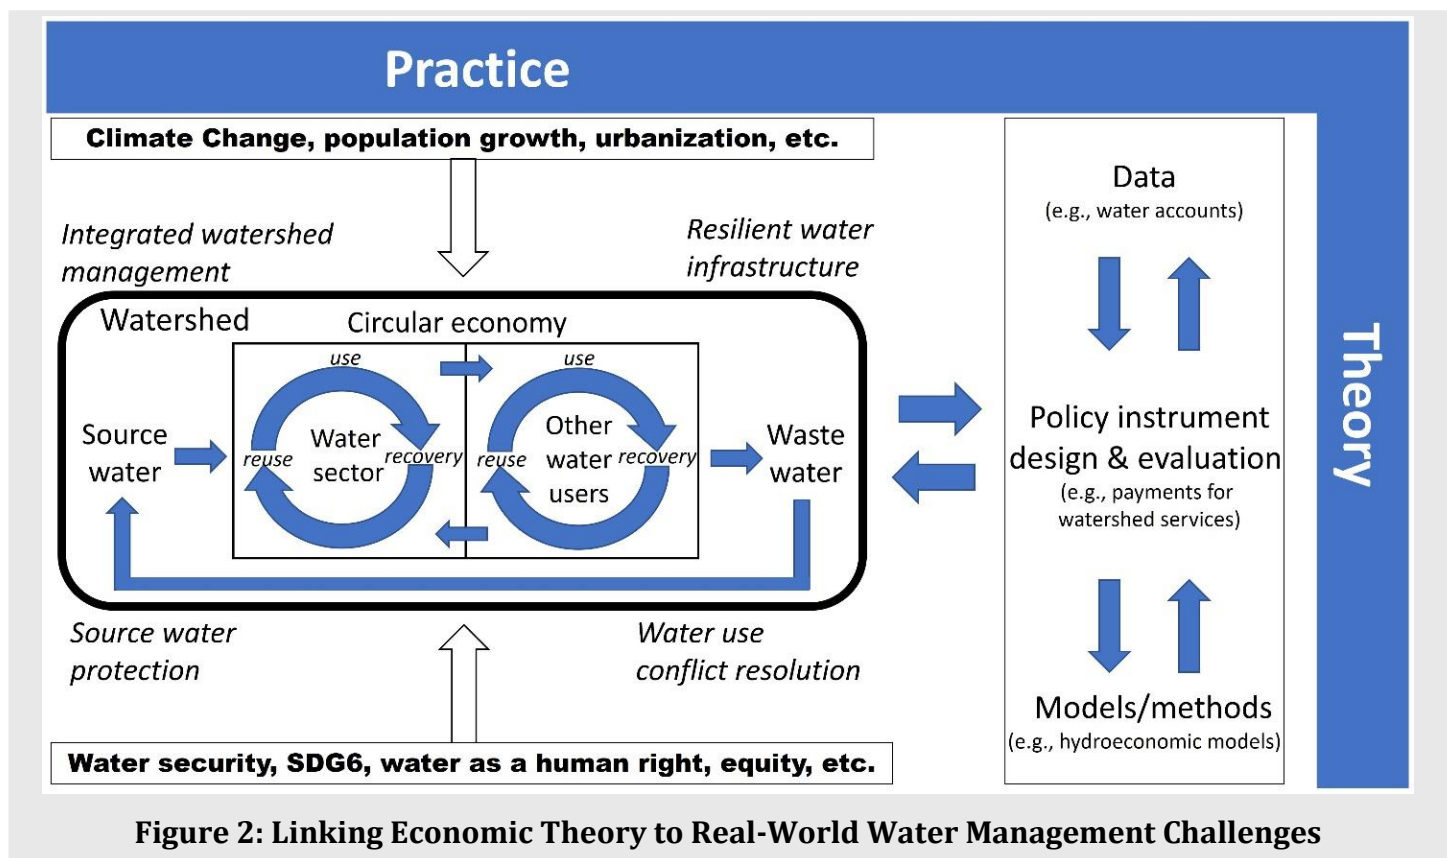 Practice
Theory
Climate Change, population growth, urbanization, etc.
Integrated watershed
management
Resilient water
infrastructure
Watershed
Circular economy
Source
water
use
reuse
recovery
Water
sector
use
reuse
recovery
Other
water
users
Waste
water
Source water
protection
Water use
conflict resolution
Water security, SDG6, water as a human right, equity, etc.
Data
(e.g., water accounts)
Policy instrument
design & evaluation
(e.g., payments for
watershed services)
Models/methods
(e.g., hydroeconomic models)
Figure 2: Linking Economic Theory to Real-World Water Management Challenges